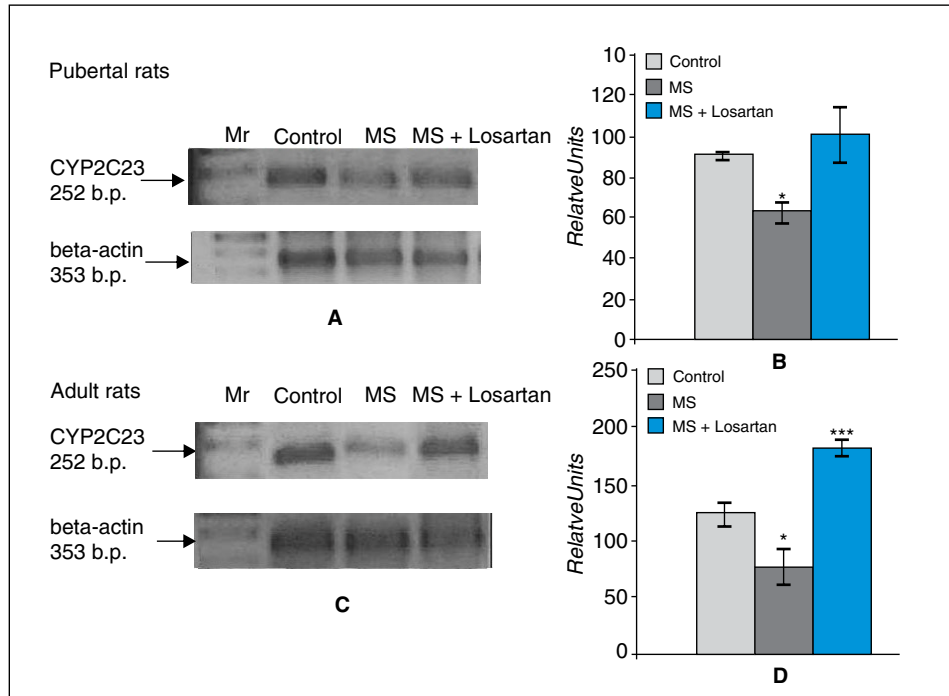 Pubertal rats
Mr Control MS MS + Losartan
CYP2C23
252 b.p.
beta-actin
353 b.p.
A
10
120
100
80
60
40
20
0
RelatveUnits
Control
MS
MS + Losartan
*
B
Adult rats
Mr Control MS MS + Losartan
CYP2C23
252 b.p.
beta-actin
353 b.p.
C
250
200
150
100
50
0
RelatveUnits
Control
MS
MS + Losartan
***
*
D